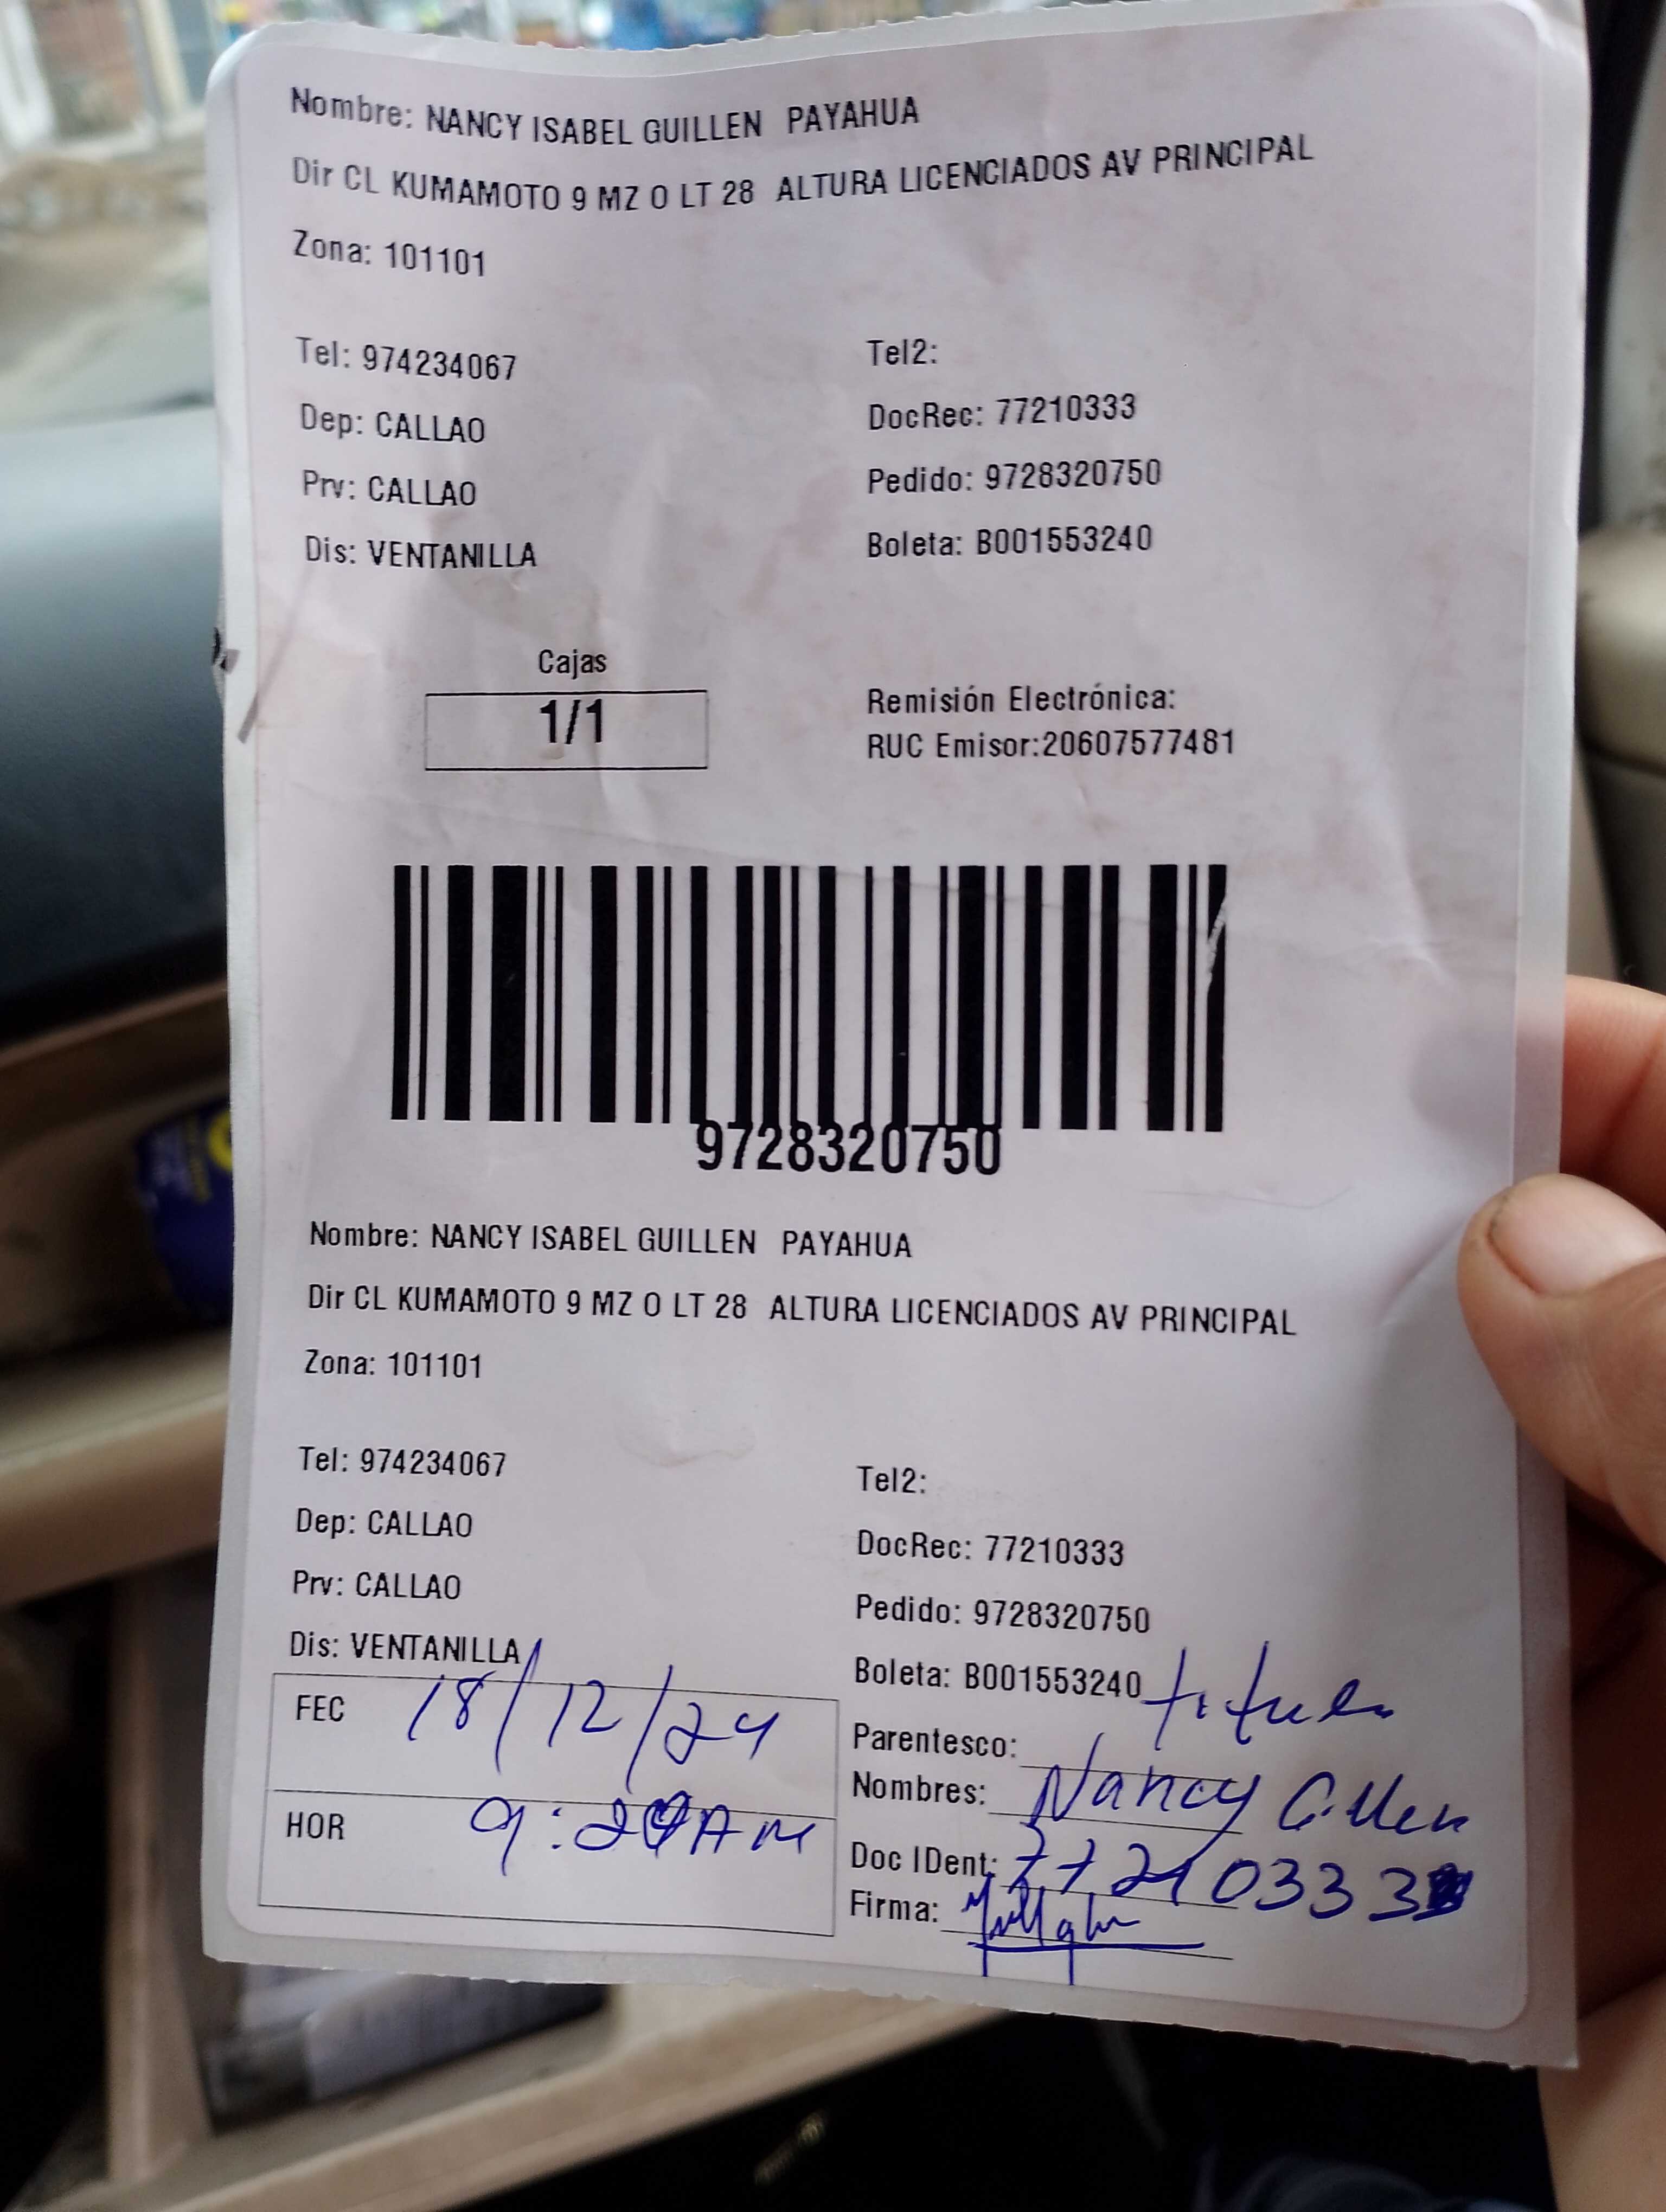 Nombre: NANCY ISABEL GUILLEN PAYAHUA
Dir CL KUMAMOTO 9 MZ O LT 28 ALTURA LICENCIADOS AV PRINCIPAL
Zona: 101101
Tel: 974234067
Tel2:
Dep: CALLAO
DocRec: 77210333
Prv: CALLAO
Pedido: 9728320750
Dis: VENTANILLA
Boleta: B001553240
Cajas
1/1
Remisión Electrónica:
RUC Emisor:20607577481
9728320750
Nombre: NANCY ISABEL GUILLEN PAYAHUA
Dir CL KUMAMOTO 9 MZ O LT 28 ALTURA LICENCIADOS AV PRINCIPAL
Zona: 101101
Tel: 974234067
Tel2:
Dep: CALLAO
DocRec: 77210333
Prv: CALLAO
Pedido: 9728320750
Dis: VENTANILLA
Boleta: B001553240
FEC 18/12/24
Parentesco: titular
Nombres: Nancy
HOR 9: AM
Doc IDent: 77210333
Firma: